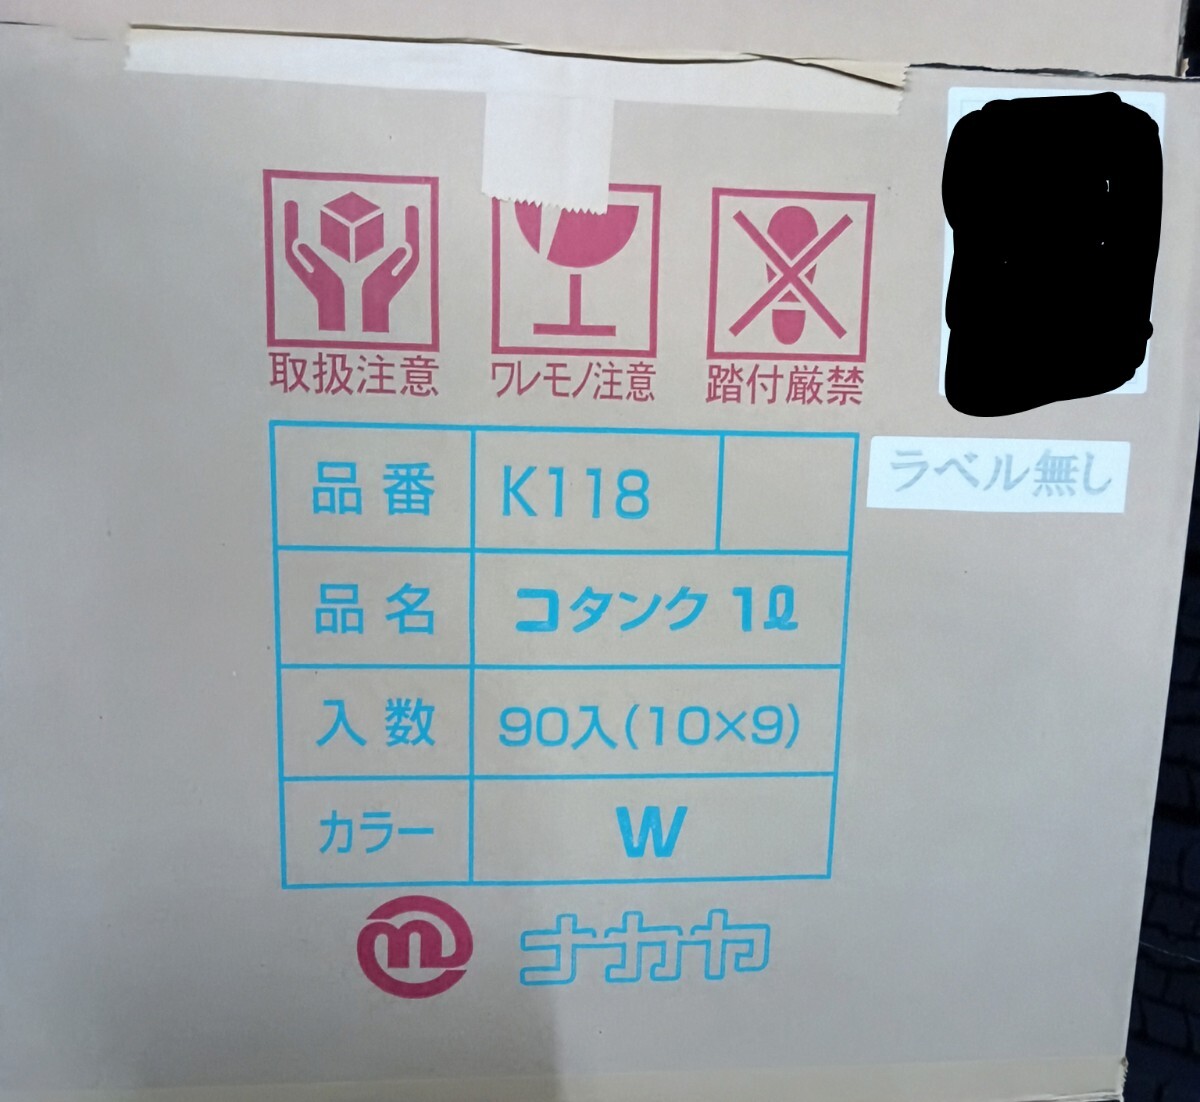 取扱注意
ワレモノ注意
踏付厳禁
品番 K118
ラベル無し
品名 コタンク 1ℓ
入数 90入(10×9)
カラー W
ナカヤ